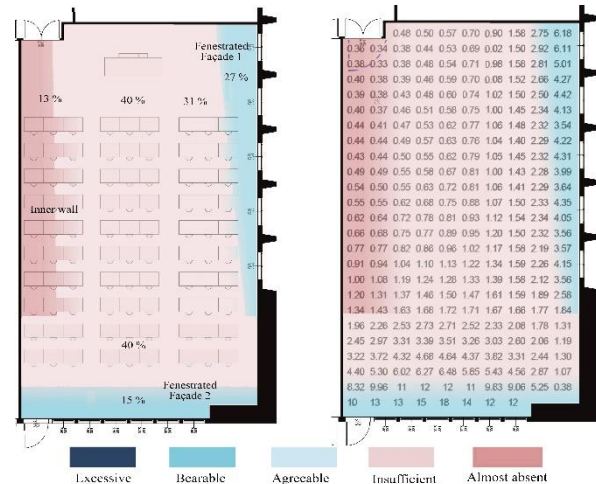 Fenestrated
Façade 1
27 %
13 %
40 %
31 %
Inner wall
40 %
Fenestrated
Façade 2
15 %
0.48 0.50 0.57 0.70 0.90 1.58 2.75 6.18
0.36 0.34 0.38 0.44 0.53 0.69 2.92 6.11
0.38 0.33 0.38 0.48 0.54 0.71 0.98 1.58 2.81 5.01
0.40 0.38 0.39 0.46 0.59 0.70 1.52 2.66 4.27
0.39 0.38 0.43 0.48 0.60 0.74 1.02 1.50 2.50 4.42
0.40 0.37 0.46 0.51 0.58 0.75 1.00 1.45 2.34 4.13
0.44 0.41 0.47 0.53 0.62 0.77 1.06 1.48 2.32 3.54
0.44 0.44 0.49 0.57 0.63 0.76 1.04 1.40 2.29 4.22
0.43 0.44 0.50 0.55 0.62 0.79 1.05 1.45 2.32 4.31
0.49 0.49 0.55 0.58 0.67 0.81 1.00 1.43 2.28 3.99
0.54 0.50 0.55 0.63 0.72 0.81 1.06 1.41 2.29 3.64
0.55 0.55 0.62 0.68 0.75 0.88 1.07 1.50 2.33 4.35
0.62 0.64 0.72 0.78 0.81 0.93 1.12 1.54 2.34 4.05
0.66 0.68 0.75 0.77 0.89 0.95 1.20 1.50 2.32 3.56
0.77 0.77 0.82 0.86 0.96 1.02 1.17 1.58 2.19 3.57
0.91 0.94 1.04 1.10 1.13 1.22 1.34 1.59 2.26 4.15
1.00 1.08 1.19 1.24 1.28 1.33 1.39 1.58 2.12 3.56
1.20 1.31 1.37 1.46 1.50 1.47 1.61 1.59 1.89 2.58
1.34 1.43 1.63 1.68 1.72 1.71 1.67 1.66 1.77 1.84
1.96 2.26 2.53 2.73 2.71 2.52 2.33 2.08 1.78 1.31
2.45 2.97 3.31 3.39 3.51 3.26 3.03 2.60 2.06 1.19
3.22 3.72 4.32 4.68 4.64 4.37 3.82 3.31 2.44 1.30
4.40 5.30 6.02 6.27 6.48 5.85 5.43 4.56 2.87 1.07
8.32 9.96 11 12 12 11 9.83 9.06 5.25 0.38
10 13 13 15 18 14 12 12
Excessive
Bearable
Agreeable
Insufficient
Almost absent